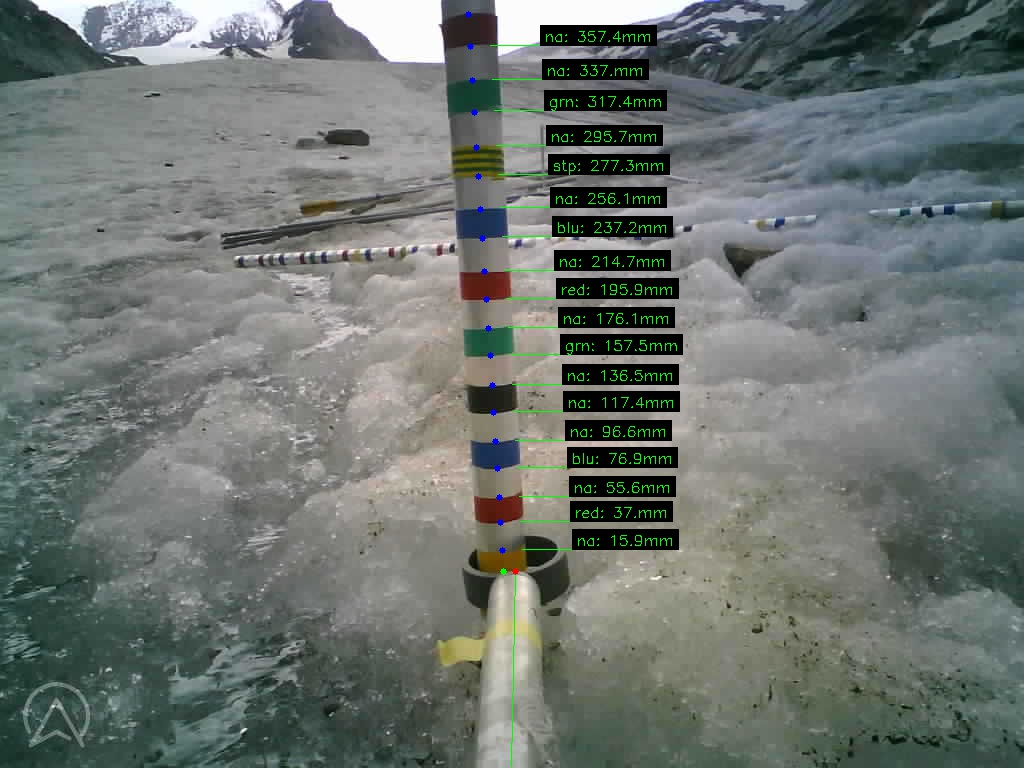 na: 357.4mm
na: 337.mm
grn: 317.4mm
na: 295.7mm
stp: 277.3mm
na: 256.1mm
blu: 237.2mm
na: 214.7mm
red: 195.9mm
na: 176.1mm
grn: 157.5mm
na: 136.5mm
na: 117.4mm
na: 96.6mm
blu: 76.9mm
na: 55.6mm
red: 37.mm
na: 15.9mm